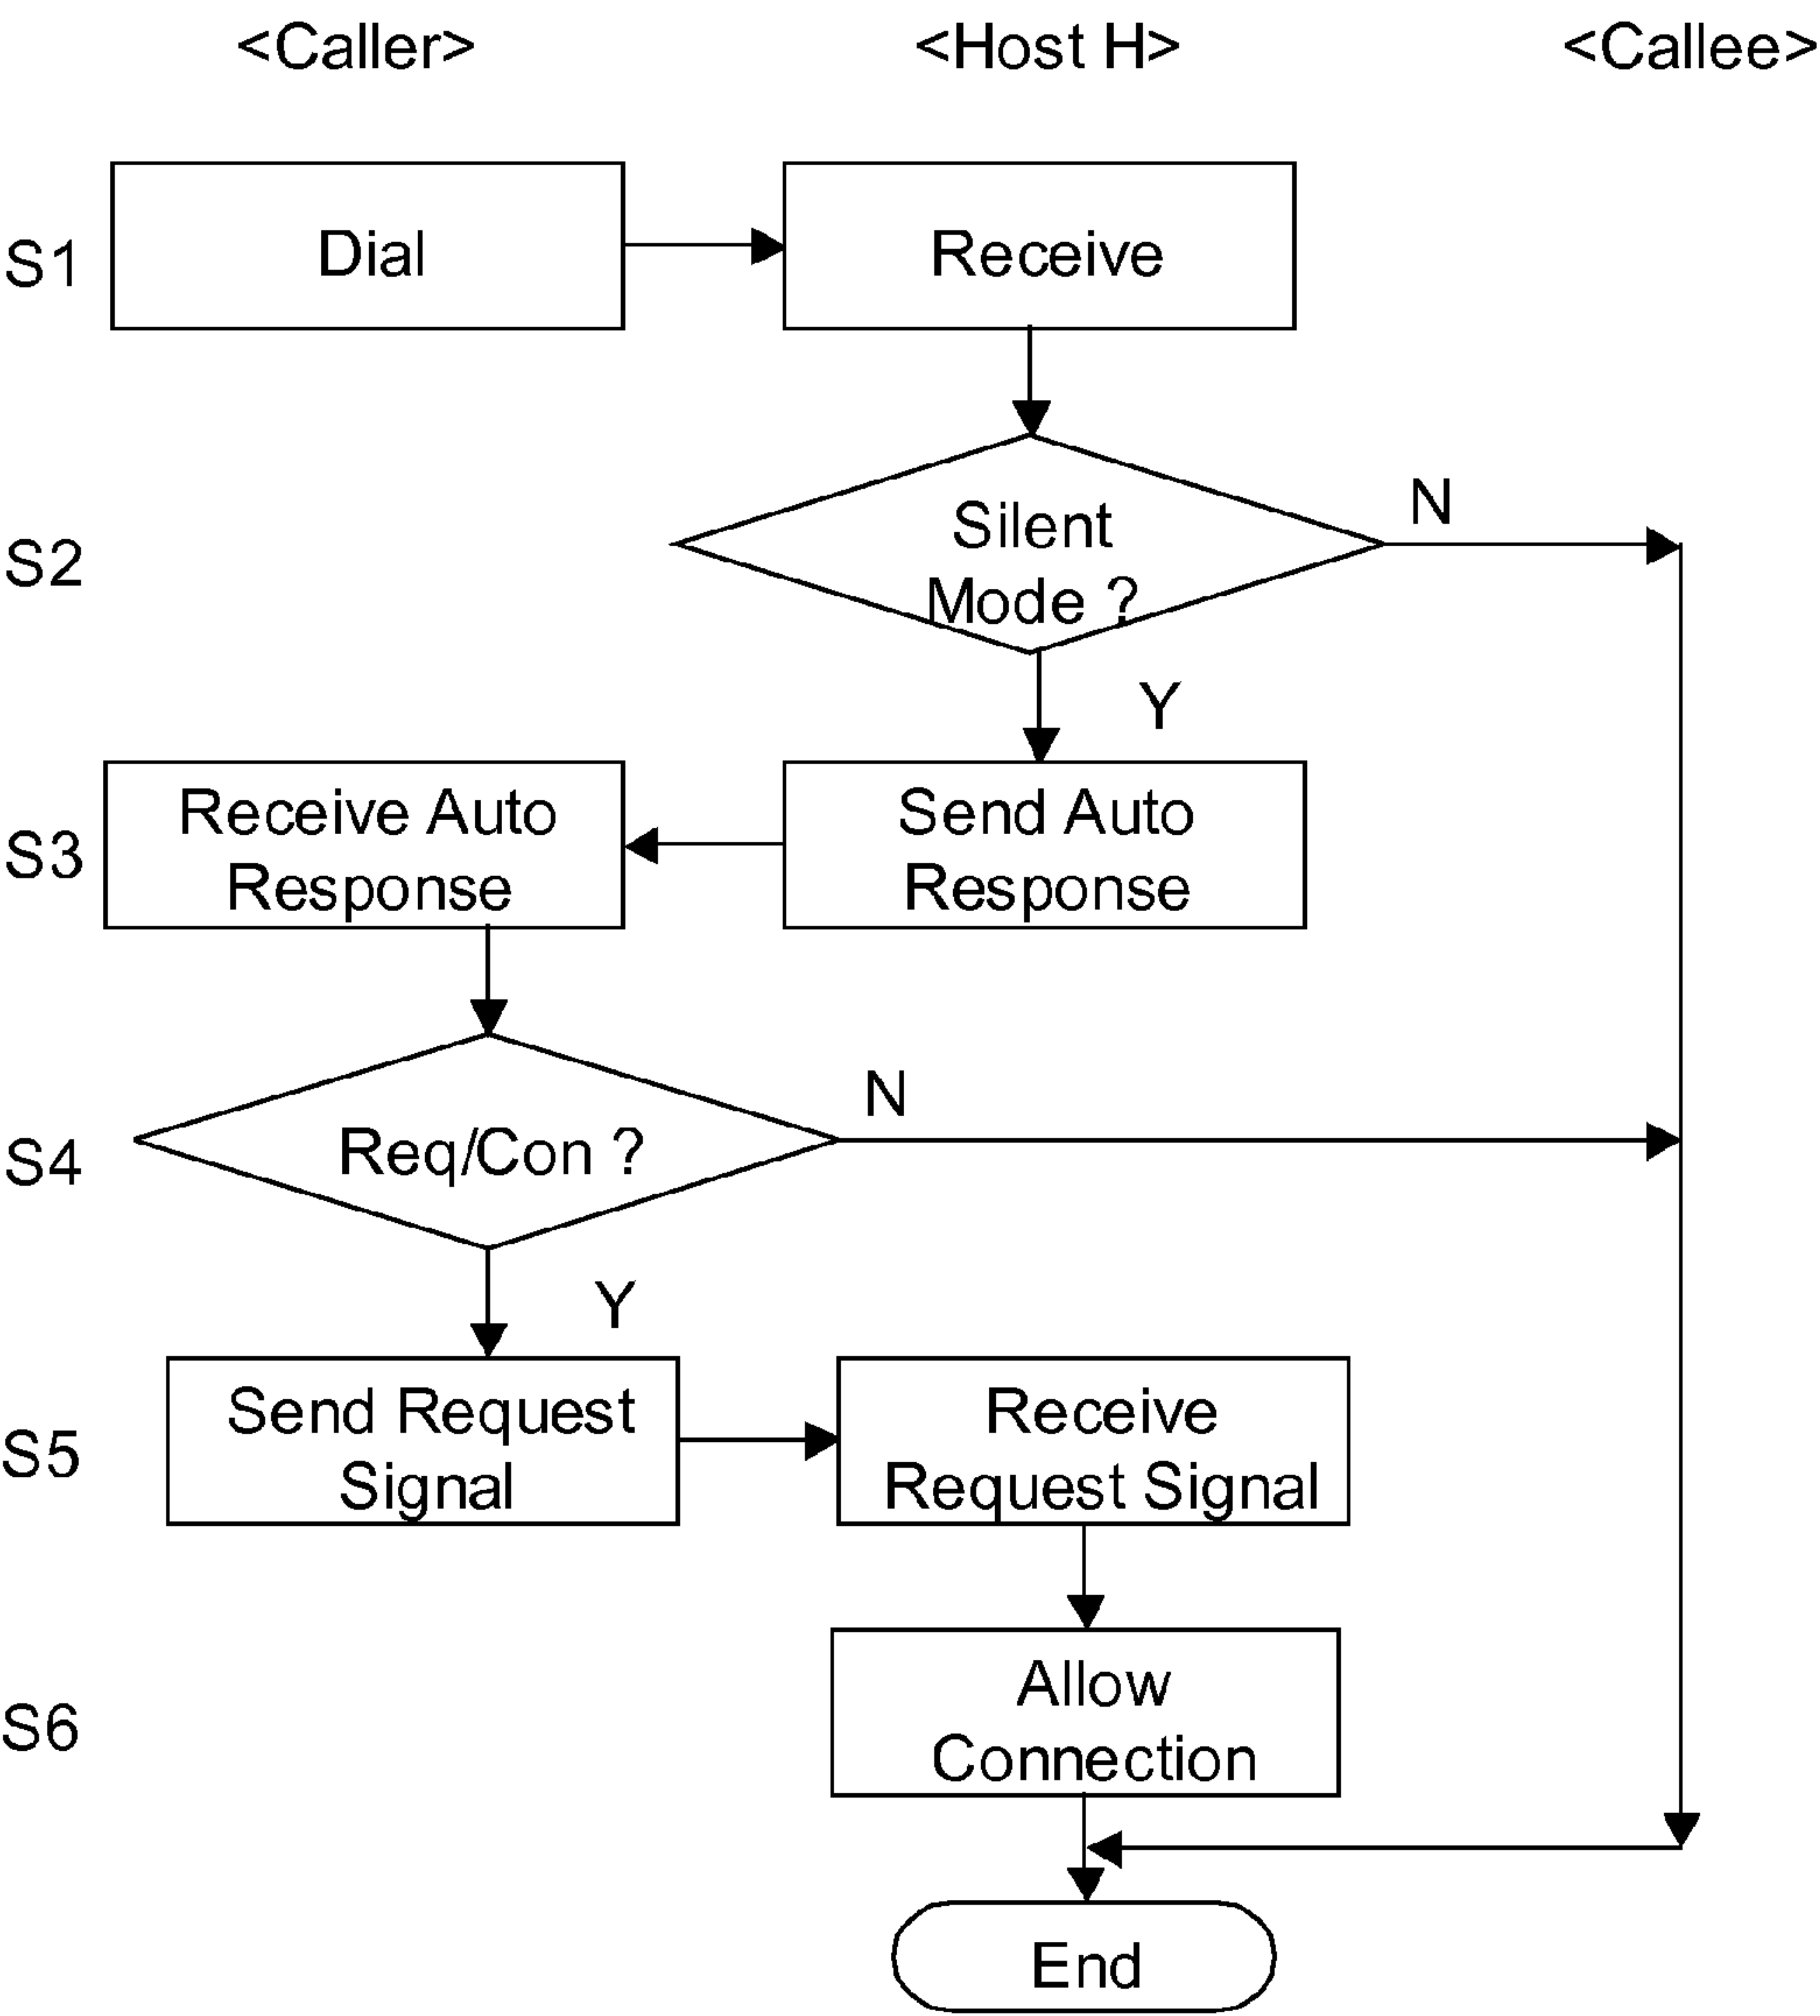 <Caller>
<Host H>
<Callee>
S1
Dial
Receive
S2
Silent
Mode ?
N
Y
S3
Receive Auto
Response
Send Auto
Response
S4
Req/Con ?
N
Y
S5
Send Request
Signal
Receive
Request Signal
S6
Allow
Connection
End